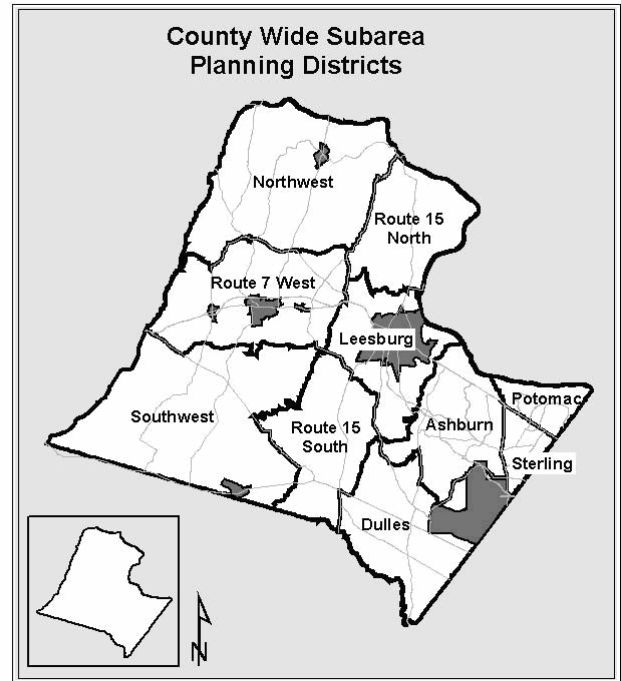 County Wide Subarea
Planning Districts
Northwest
Route 15
North
Route 7 West
Leesburg
Potomac
Southwest
Route 15
South
Ashburn
Sterling
Dulles
N